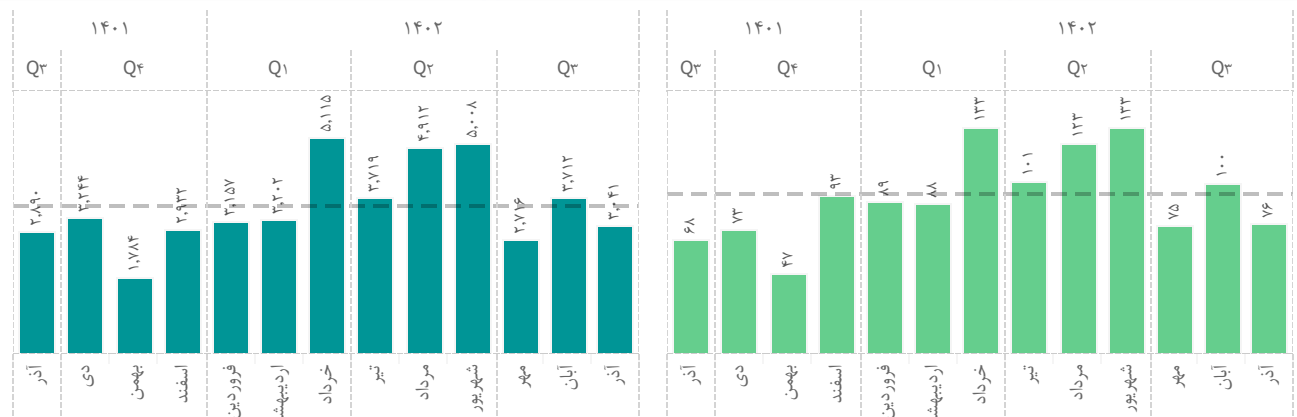 ۱۴۰۱ ۱۴۰۲
Q۳ Q۴ Q۱ Q۲ Q۳
۲,۸۹۰ ۳,۲۴۴ ۱,۷۸۴ ۲,۹۳۲ ۳,۱۵۷ ۳,۲۰۲ ۵,۱۱۵ ۳,۷۱۹ ۴,۹۱۲ ۵,۰۰۸ ۲,۷۱۶ ۳,۷۱۲ ۳,۰۴۱
آذر دی بهمن اسفند فروردین اردیبهش خرداد تیر مرداد شهریور مهر آبان آذر
۱۴۰۱ ۱۴۰۲
Q۳ Q۴ Q۱ Q۲ Q۳
۶۸ ۷۳ ۴۷ ۹۳ ۸۹ ۸۸ ۱۳۳ ۱۰۱ ۱۲۳ ۱۳۳ ۷۵ ۱۰۰ ۷۶
آذر دی بهمن اسفند فروردین اردیبهش خرداد تیر مرداد شهریور مهر آبان آذر